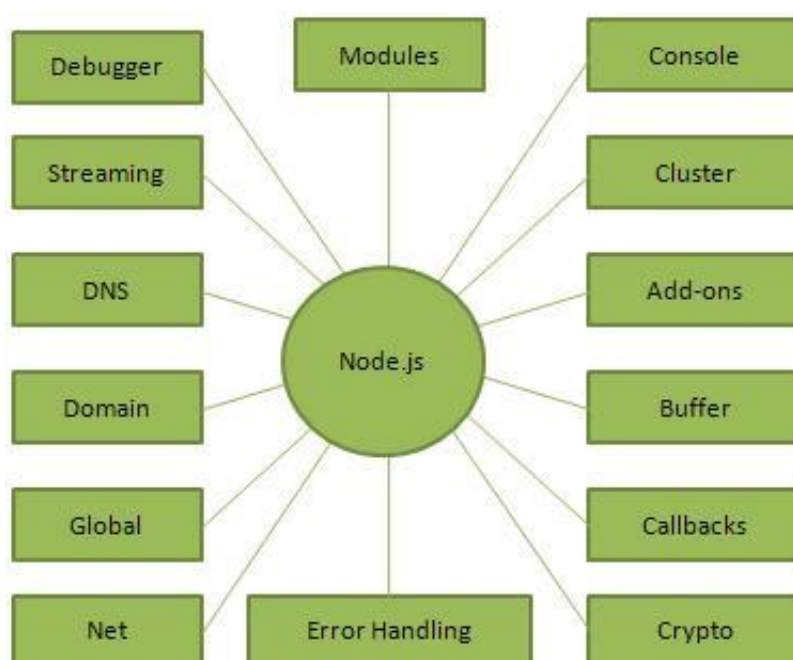 Debugger
Modules
Console
Streaming
Cluster
DNS
Add-ons
Node.js
Domain
Buffer
Global
Callbacks
Net
Error Handling
Crypto